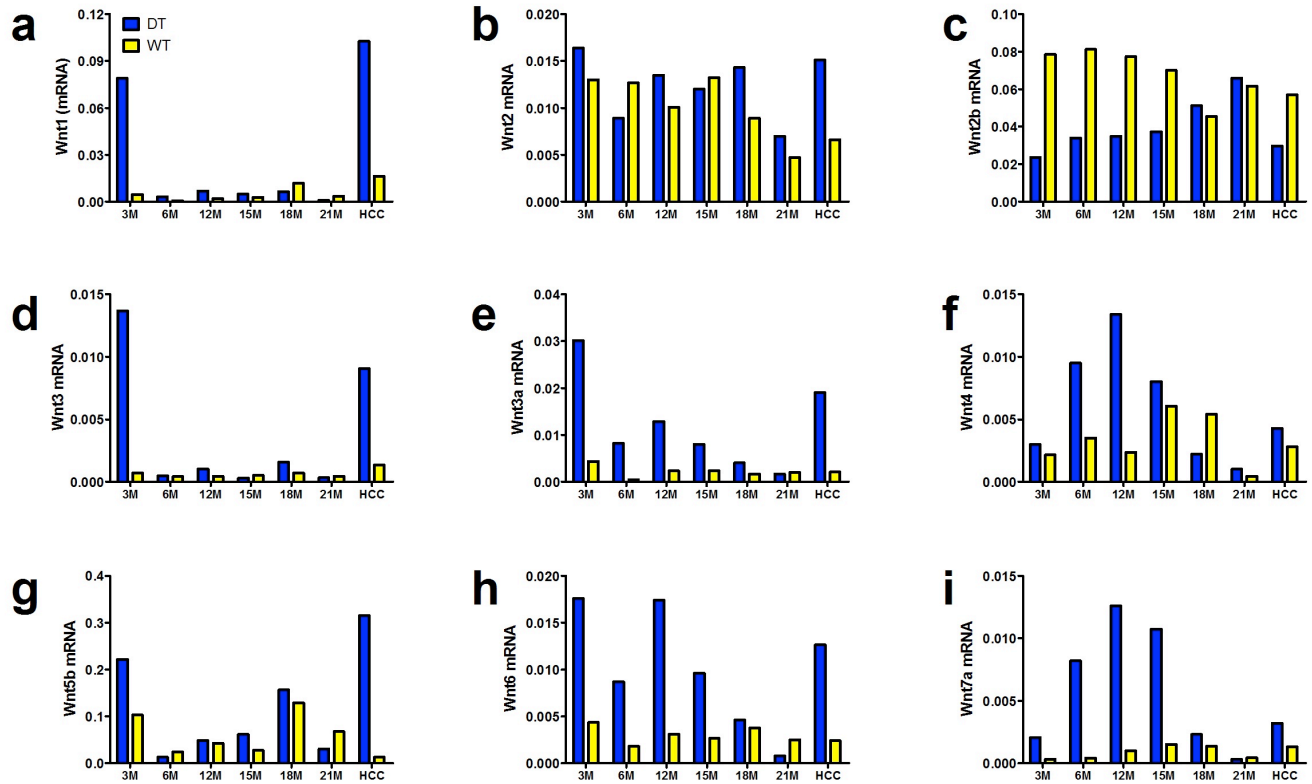 a
DT
WT
Wnt1 (mRNA)
0.12
0.09
0.06
0.03
0.00
3M 6M 12M 15M 18M 21M HCC
b
Wnt2 mRNA
0.020
0.015
0.010
0.005
0.000
3M 6M 12M 15M 18M 21M HCC
c
Wnt2b mRNA
0.10
0.08
0.06
0.04
0.02
0.00
3M 6M 12M 15M 18M 21M HCC
d
Wnt3 mRNA
0.015
0.010
0.005
0.000
3M 6M 12M 15M 18M 21M HCC
e
Wnt3a mRNA
0.04
0.03
0.02
0.01
0.00
3M 6M 12M 15M 18M 21M HCC
f
Wnt4 mRNA
0.015
0.010
0.005
0.000
3M 6M 12M 15M 18M 21M HCC
g
Wnt5b mRNA
0.4
0.3
0.2
0.1
0.0
3M 6M 12M 15M 18M 21M HCC
h
Wnt6 mRNA
0.020
0.015
0.010
0.005
0.000
3M 6M 12M 15M 18M 21M HCC
i
Wnt7a mRNA
0.015
0.010
0.005
0.000
3M 6M 12M 15M 18M 21M HCC